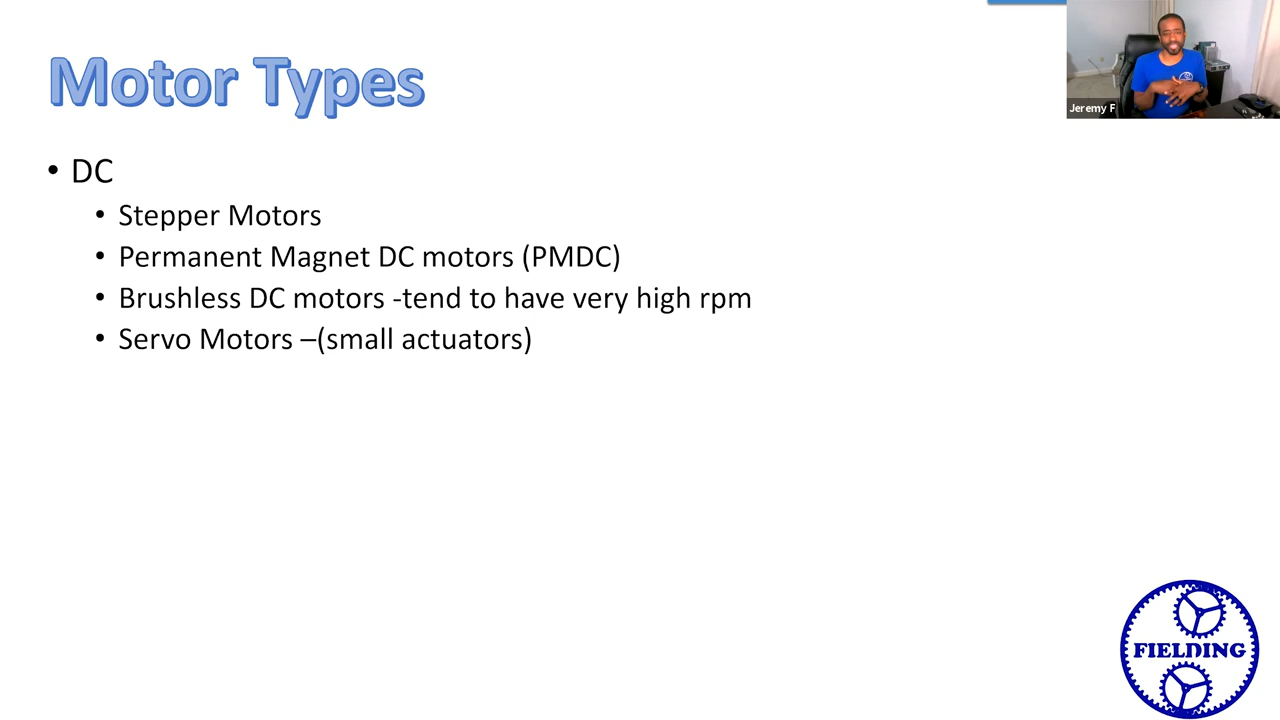 Motor Types
Jeremy F
• DC
• Stepper Motors
• Permanent Magnet DC motors (PMDC)
• Brushless DC motors -tend to have very high rpm
• Servo Motors –(small actuators)
FIELDING